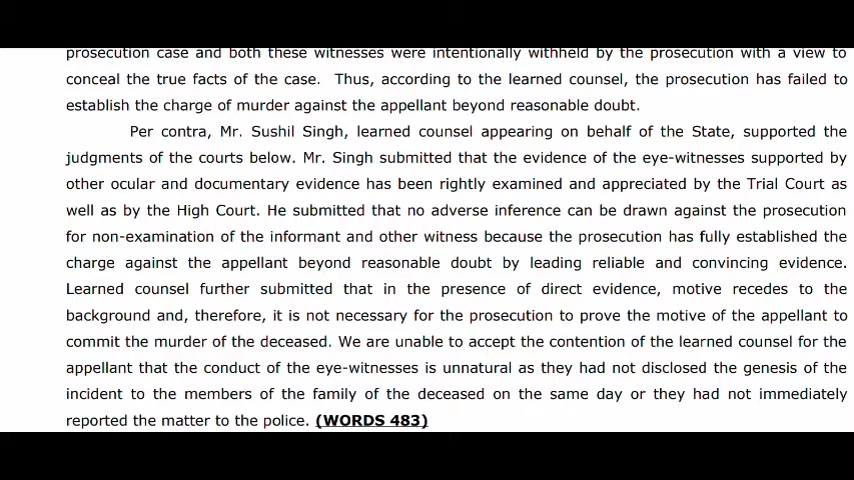 prosecution case and both these witnesses were intentionally withheld by the prosecution with a view to
conceal the true facts of the case. Thus, according to the learned counsel, the prosecution has failed to
establish the charge of murder against the appellant beyond reasonable doubt.
Per contra, Mr. Sushil Singh, learned counsel appearing on behalf of the State, supported the
judgments of the courts below. Mr. Singh submitted that the evidence of the eye-witnesses supported by
other ocular and documentary evidence has been rightly examined and appreciated by the Trial Court as
well as by the High Court. He submitted that no adverse inference can be drawn against the prosecution
for non-examination of the informant and other witness because the prosecution has fully established the
charge against the appellant beyond reasonable doubt by leading reliable and convincing evidence.
Learned counsel further submitted that in the presence of direct evidence, motive recedes to the
background and, therefore, it is not necessary for the prosecution to prove the motive of the appellant to
commit the murder of the deceased. We are unable to accept the contention of the learned counsel for the
appellant that the conduct of the eye-witnesses is unnatural as they had not disclosed the genesis of the
incident to the members of the family of the deceased on the same day or they had not immediately
reported the matter to the police. (WORDS 483)